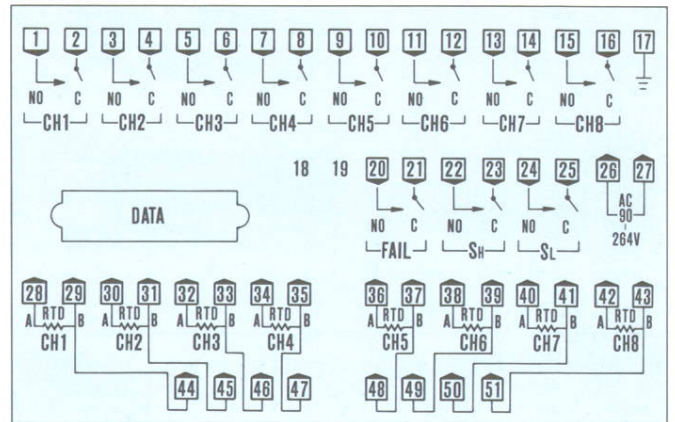 1 2 3 4 5 6 7 8 9 10 11 12 13 14 15 16 17
NO C NO C NO C NO C NO C NO C NO C NO C
CH1 CH2 CH3 CH4 CH5 CH6 CH7 CH8
18 19 20 21 22 23 24 25 26 27
DATA
NO C NO C NO C
AC
90
264V
FAIL SH SL
28 29 30 31 32 33 34 35 36 37 38 39 40 41 42 43
RTD RTD RTD RTD RTD RTD RTD RTD
A B A B A B A B A B A B A B A B
CH1 CH2 CH3 CH4 CH5 CH6 CH7 CH8
44 45 46 47 48 49 50 51